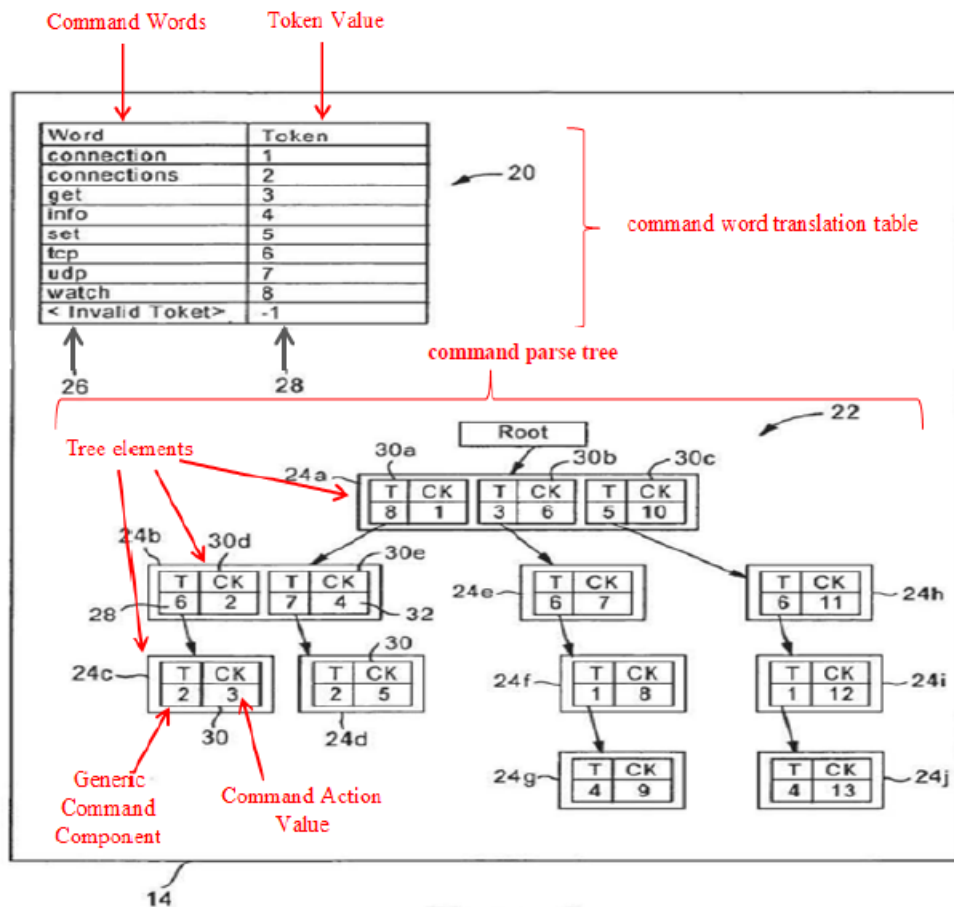 Command Words
Token Value
Word Token
connection 1
connections 2
get 3
info 4
set 5
tcp 6
udp 7
watch 8
< Invalid Toket> -1
20
command word translation table
26
28
command parse tree
22
Root
Tree elements
30a
30b
30c
24a
T CK T CK T CK
8 1 3 6 5 10
24b
30d
30e
T CK T CK
6 2 7 4
28
32
24e
T CK
6 7
T CK
6 11
24h
24c
T CK
2 3
30
30
T CK
2 5
24d
24f
T CK
1 8
T CK
1 12
24i
24g
T CK
4 9
T CK
4 13
24j
Generic
Command
Component
Command Action
Value
14